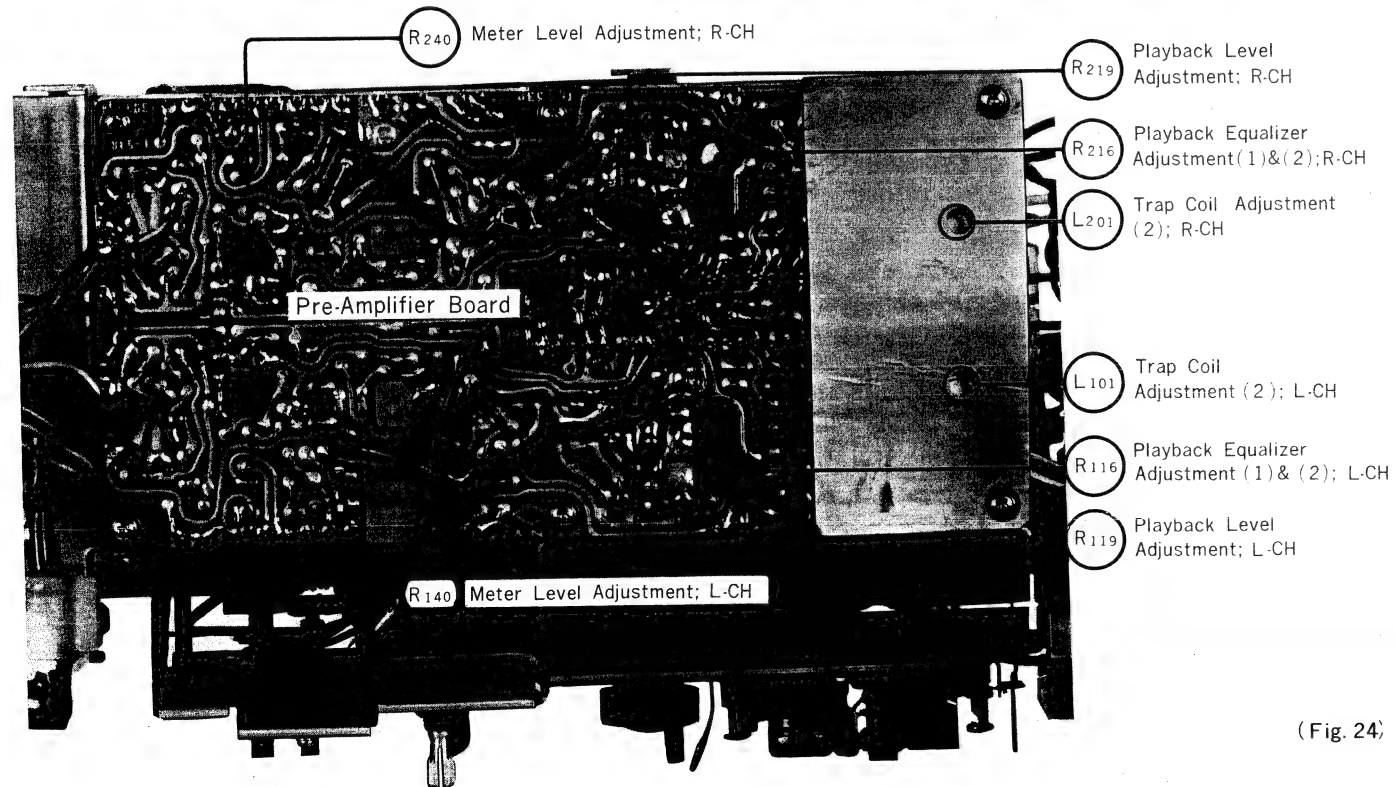 R240 Meter Level Adjustment; R-CH
R219 Playback Level
Adjustment; R-CH
R216 Playback Equalizer
Adjustment(1)&(2);R-CH
L201 Trap Coil Adjustment
(2); R-CH
Pre-Amplifier Board
L101 Trap Coil
Adjustment (2); L-CH
R116 Playback Equalizer
Adjustment (1)& (2); L-CH
R119 Playback Level
Adjustment; L-CH
R140 Meter Level Adjustment; L-CH
(Fig. 24)